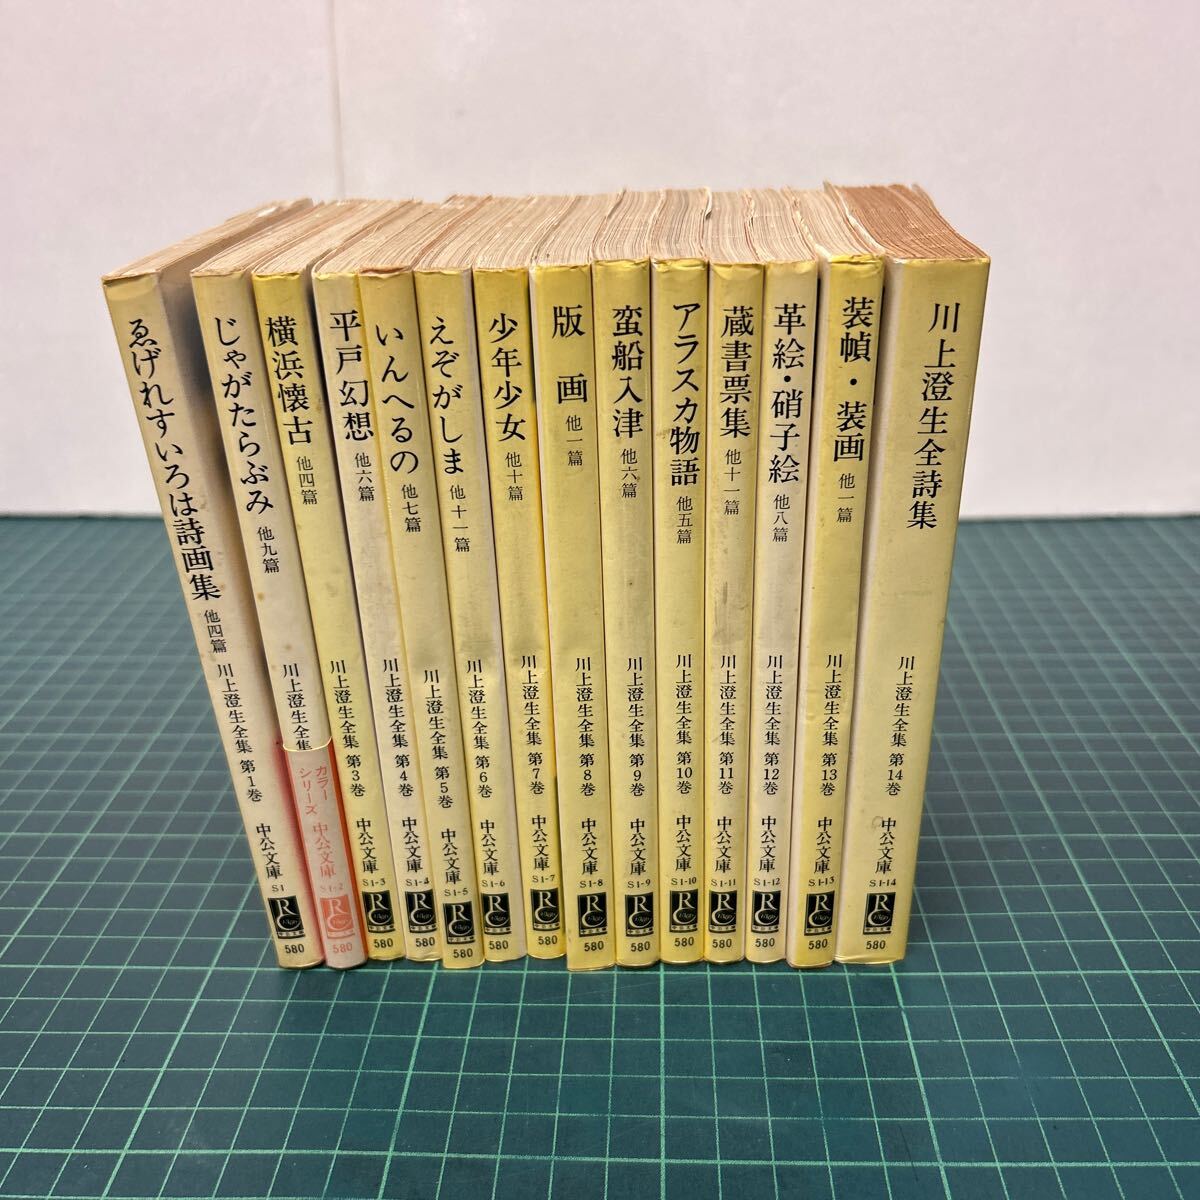 ゑげれすいろは詩画集 他四篇 川上澄生全集 第1巻 中公文庫 S1 580
じゃがたらぶみ 他九篇 川上澄生全集 カラーシリーズ 中公文庫 S1-2 580
横浜懐古 他四篇 川上澄生全集 第3巻 中公文庫 S1-3 580
平戸幻想 他六篇 川上澄生全集 第4巻 中公文庫 S1-4 580
いんへるの 他七篇 川上澄生全集 第5巻 中公文庫 S1-5 580
えぞがしま 他十一篇 川上澄生全集 第6巻 中公文庫 S1-6 580
少年少女 他十篇 川上澄生全集 第7巻 中公文庫 S1-7 580
版画 他一篇 川上澄生全集 第8巻 中公文庫 S1-8 580
蛮船入津 他六篇 川上澄生全集 第9巻 中公文庫 S1-9 580
アラスカ物語 他五篇 川上澄生全集 第10巻 中公文庫 S1-10 580
蔵書票集 他十一篇 川上澄生全集 第11巻 中公文庫 S1-11 580
革絵・硝子絵 他八篇 川上澄生全集 第12巻 中公文庫 S1-12 580
装幀・装画 他一篇 川上澄生全集 第13巻 中公文庫 S1-13 580
川上澄生全詩集 川上澄生全集 第14巻 中公文庫 S1-14 580